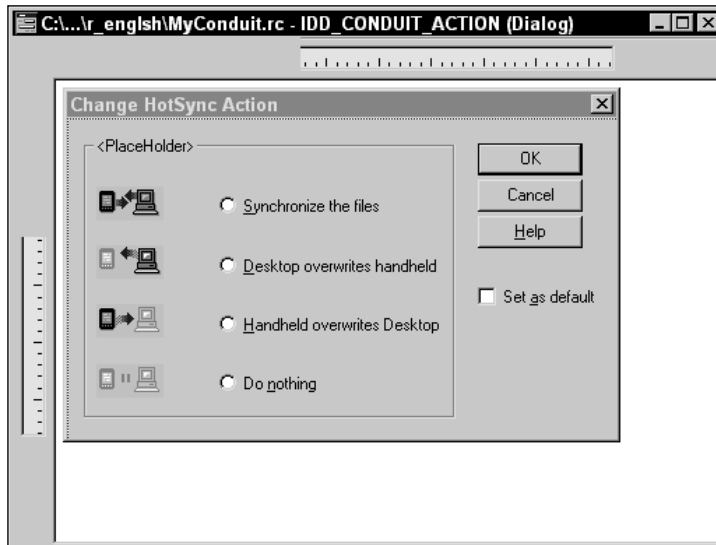 C:\...\r_englsh\MyConduit.rc - IDD_CONDUIT_ACTION (Dialog)
Change HotSync Action
<PlaceHolder>
Synchronize the files
Desktop overwrites handheld
Handheld overwrites Desktop
Do nothing
OK
Cancel
Help
Set as default